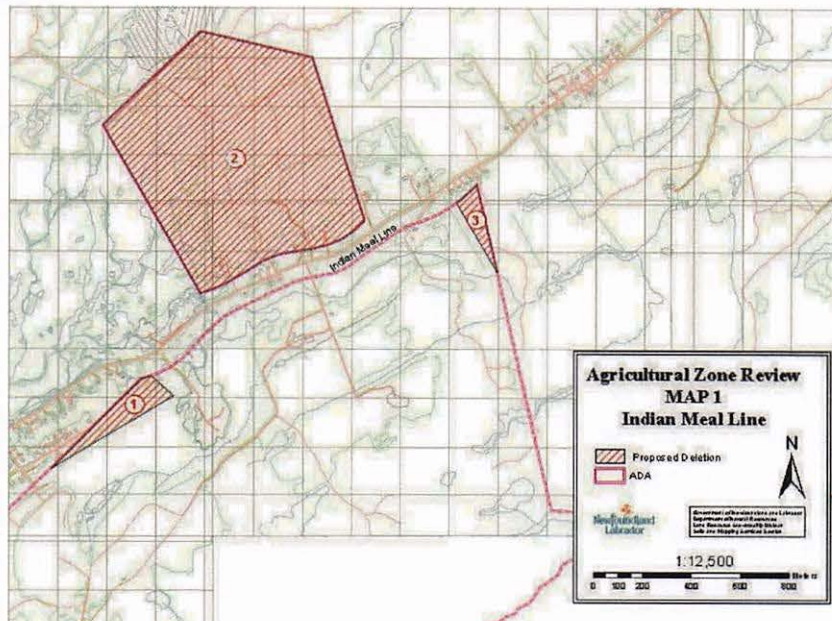 2
3
Indian Meal Line
1
Agricultural Zone Review
MAP 1
Indian Meal Line
N
Proposed Deletion
ADA
Newfoundland
Labrador
1:12,500
Meters
0 100 200 400 600 800